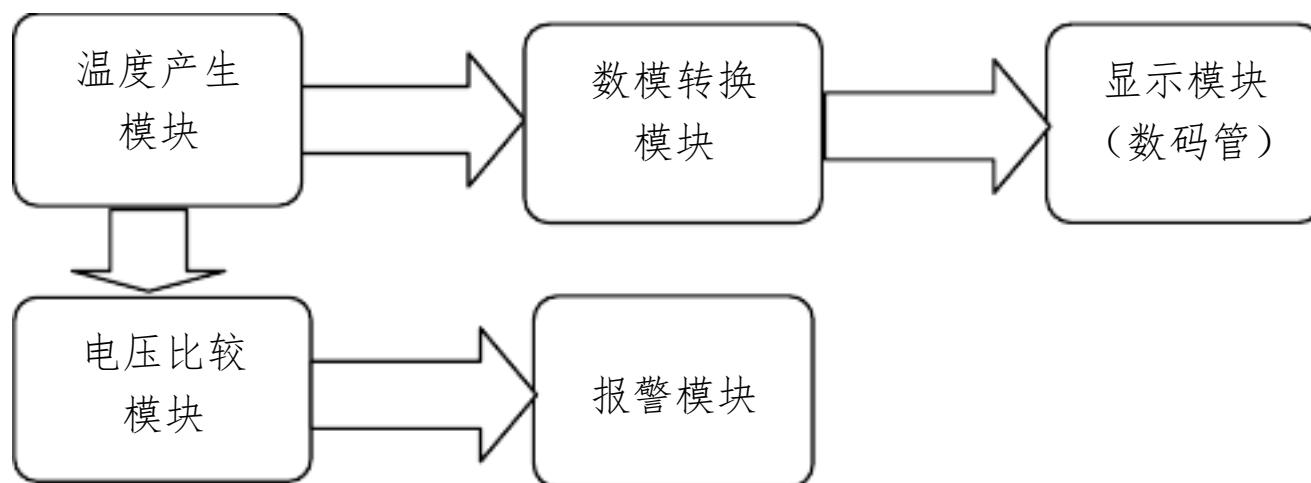 温度产生
模块
数模转换
模块
显示模块
（数码管）
电压比较
模块
报警模块